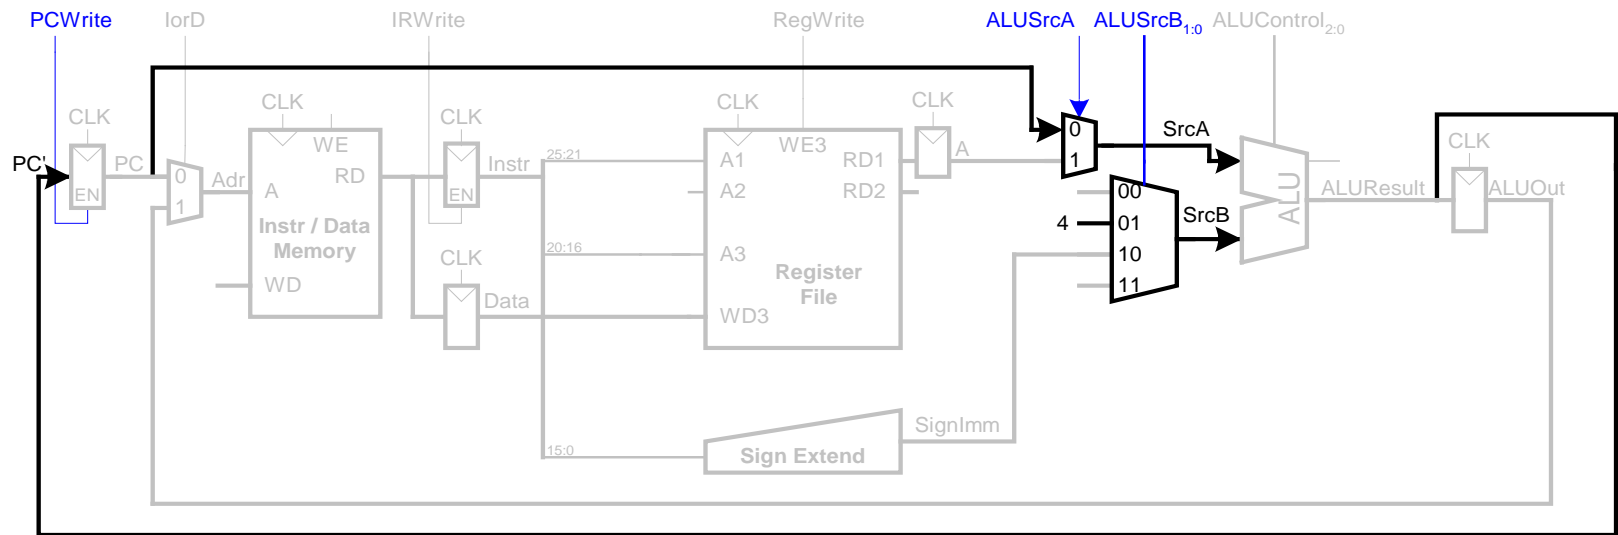 PCWrite IorD IRWrite RegWrite ALUSrcA ALUSrcB1:0 ALUControl2:0
CLK CLK CLK CLK CLK CLK
PC' PC EN
0
1
Adr
WE
A RD
Instr / Data
Memory
WD
EN
Instr
CLK
Data
25:21
20:16
15:0
A1 WE3 RD1
A2 RD2
A3
Register
File
WD3
A
0
1
SrcA
00
4 01
10
11
SrcB
ALU
ALUResult
ALUOut
SignImm
Sign Extend